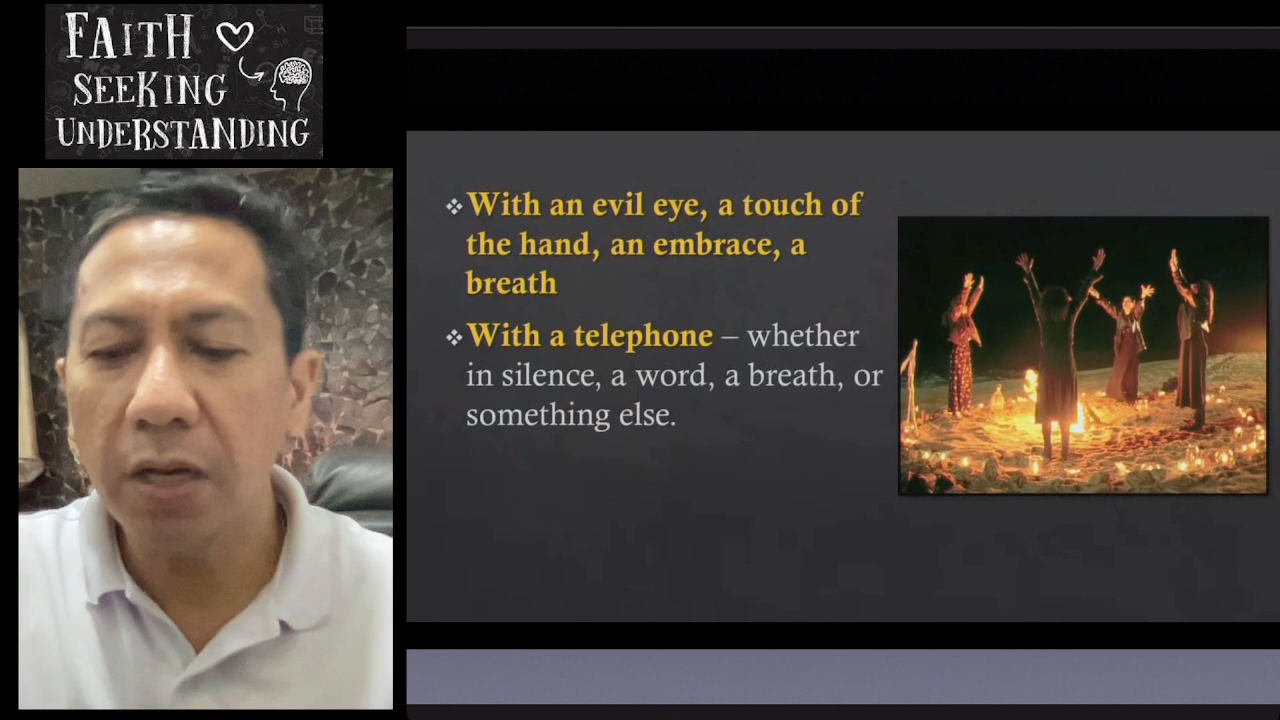 FAITH
SEEKING
UNDERSTANDING
❖With an evil eye, a touch of
the hand, an embrace, a
breath
❖With a telephone – whether
in silence, a word, a breath, or
something else.